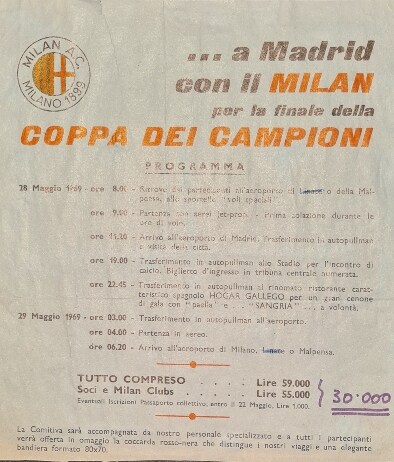 MILAN A.C.
MILANO 1899
... a Madrid
con il MILAN
per la finale della
COPPA DEI CAMPIONI
PROGRAMMA
28 Maggio 1969 - ore 8.00 - Ritrovo dei partecipanti all'aeroporto di Linate o della Mal-
pensa, allo sportello "voli speciali".
ore 9.00 - Partenza con aerei jet-prox. - Prima colazione durante le
ore di volo.
ore 11.20 - Arrivo all'aeroporto di Madrid. Trasferimento in autopullman
e visita della città.
ore 19.00 - Trasferimento in autopullman allo Stadio per l'incontro di
calcio. Biglietto d'ingresso in tribuna centrale numerata.
ore 22.45 - Trasferimento in autopullman al rinomato ristorante carat-
teristico spagnolo HOGAR GALLEGO per un gran cenone
di gala con "paella" e... "SANGRIA" ... a volontà.
29 Maggio 1969 - ore 03.00 - Trasferimento in autopullman all'aeroporto.
ore 04.00 - Partenza in aereo.
ore 06.20 - Arrivo all'aeroporto di Milano, Linate o Malpensa.
TUTTO COMPRESO . . . . . Lire 59.000
Soci e Milan Clubs . . . . Lire 55.000
30.000
Eventuali Iscrizioni Passaporto collettivo, entro il 22 Maggio, Lire 1.000.
La Comitiva sarà accompagnata da nostro personale specializzato e a tutti i partecipanti
verrà offerta in omaggio la coccarda rosso-nera che distingue i nostri viaggi e una elegante
bandiera formato 80x70.